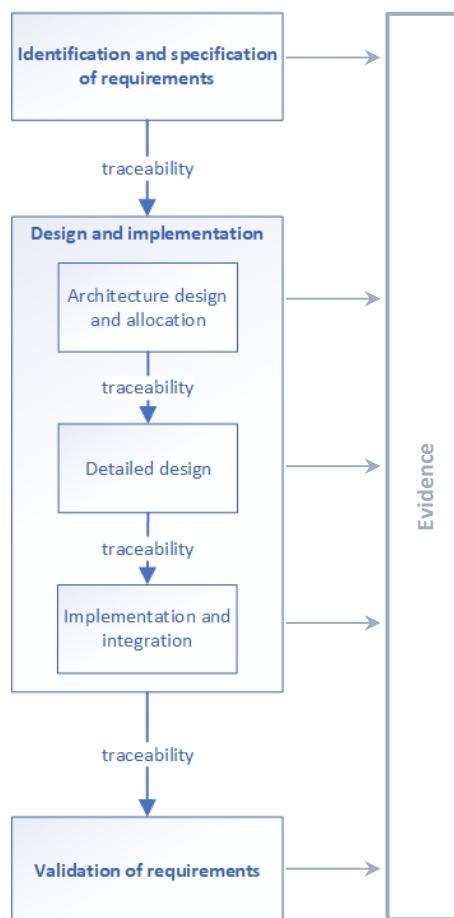 Identification and specification
of requirements
traceability
Design and implementation
Architecture design
and allocation
traceability
Detailed design
traceability
Implementation and
integration
traceability
Validation of requirements
Evidence